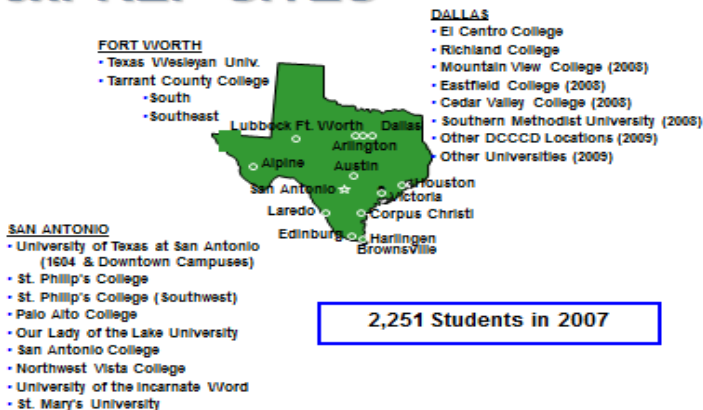 FORT WORTH
• Texas Wesleyan Univ.
• Tarrant County College
• South
• Southeast
DALLAS
• El Centro College
• Richland College
• Mountain View College (2008)
• Eastfield College (2008)
• Cedar Valley College (2008)
• Southern Methodist University (2008)
• Other DCCCD Locations (2009)
• Other Universities (2009)
Lubbock Ft. Worth Dallas
Arlington
Alpine
Austin
San Antonio
Houston
Victoria
Laredo
Corpus Christi
Edinburg
Harlingen
Brownsville
SAN ANTONIO
• University of Texas at San Antonio
(1604 & Downtown Campuses)
• St. Philip's College
• St. Philip's College (Southwest)
• Palo Alto College
• Our Lady of the Lake University
• San Antonio College
• Northwest Vista College
• University of the Incarnate Word
• St. Mary's University
2,251 Students in 2007